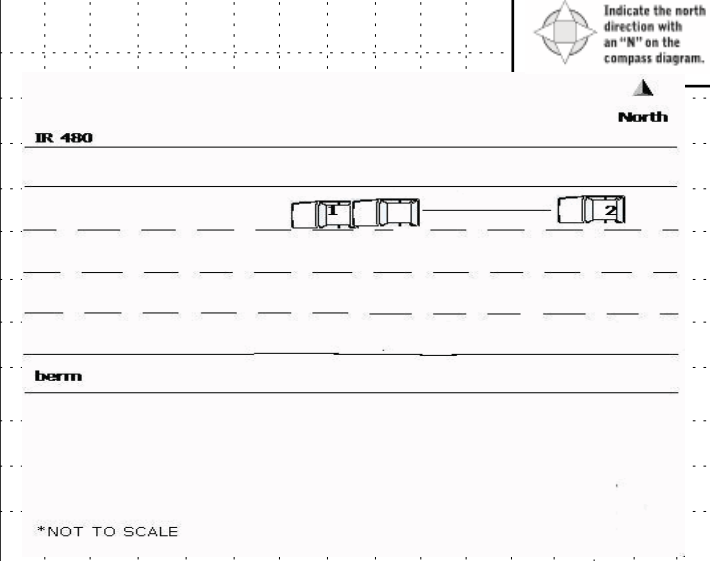 Indicate the north
direction with
an "N" on the
compass diagram.
North
IR 480
1
2
berm
*NOT TO SCALE